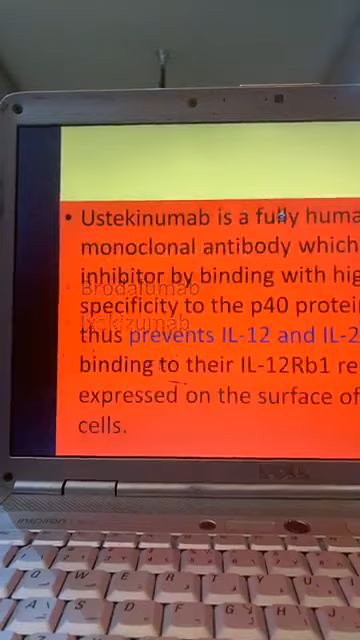 • Ustekinumab is a fully huma
monoclonal antibody which
inhibitor by binding with hig
Brodalumab
specificity to the p40 protei
Ixekizumab
thus prevents IL-12 and IL-2
binding to their IL-12Rb1 re
expressed on the surface of
cells.
DELL
inspiron
Q W E R T Y U
A S D F G H J